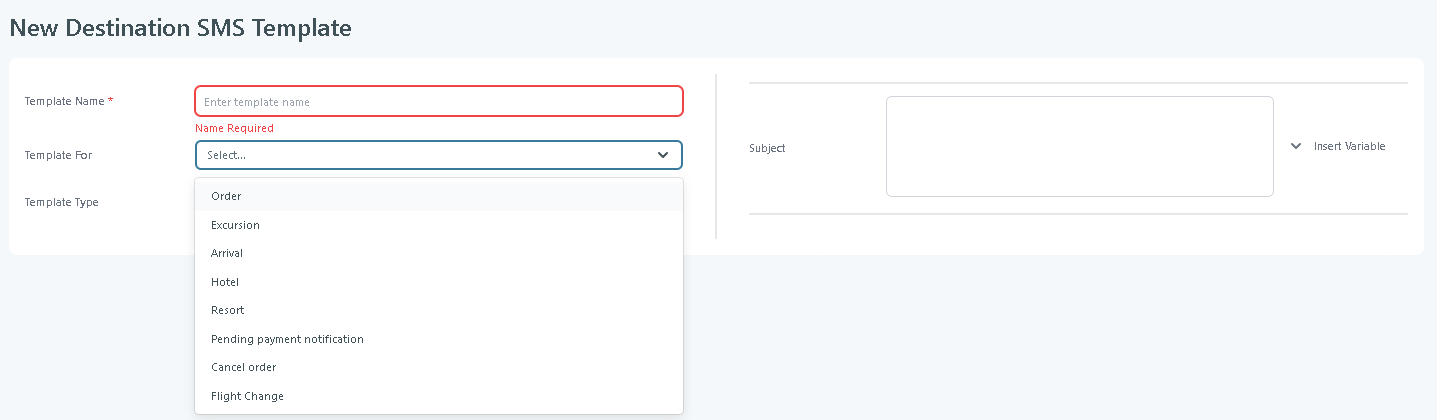 New Destination SMS Template
Template Name *
Enter template name
Name Required
Template For
Select...
Template Type
Order
Excursion
Arrival
Hotel
Resort
Pending payment notification
Cancel order
Flight Change
Subject
Insert Variable